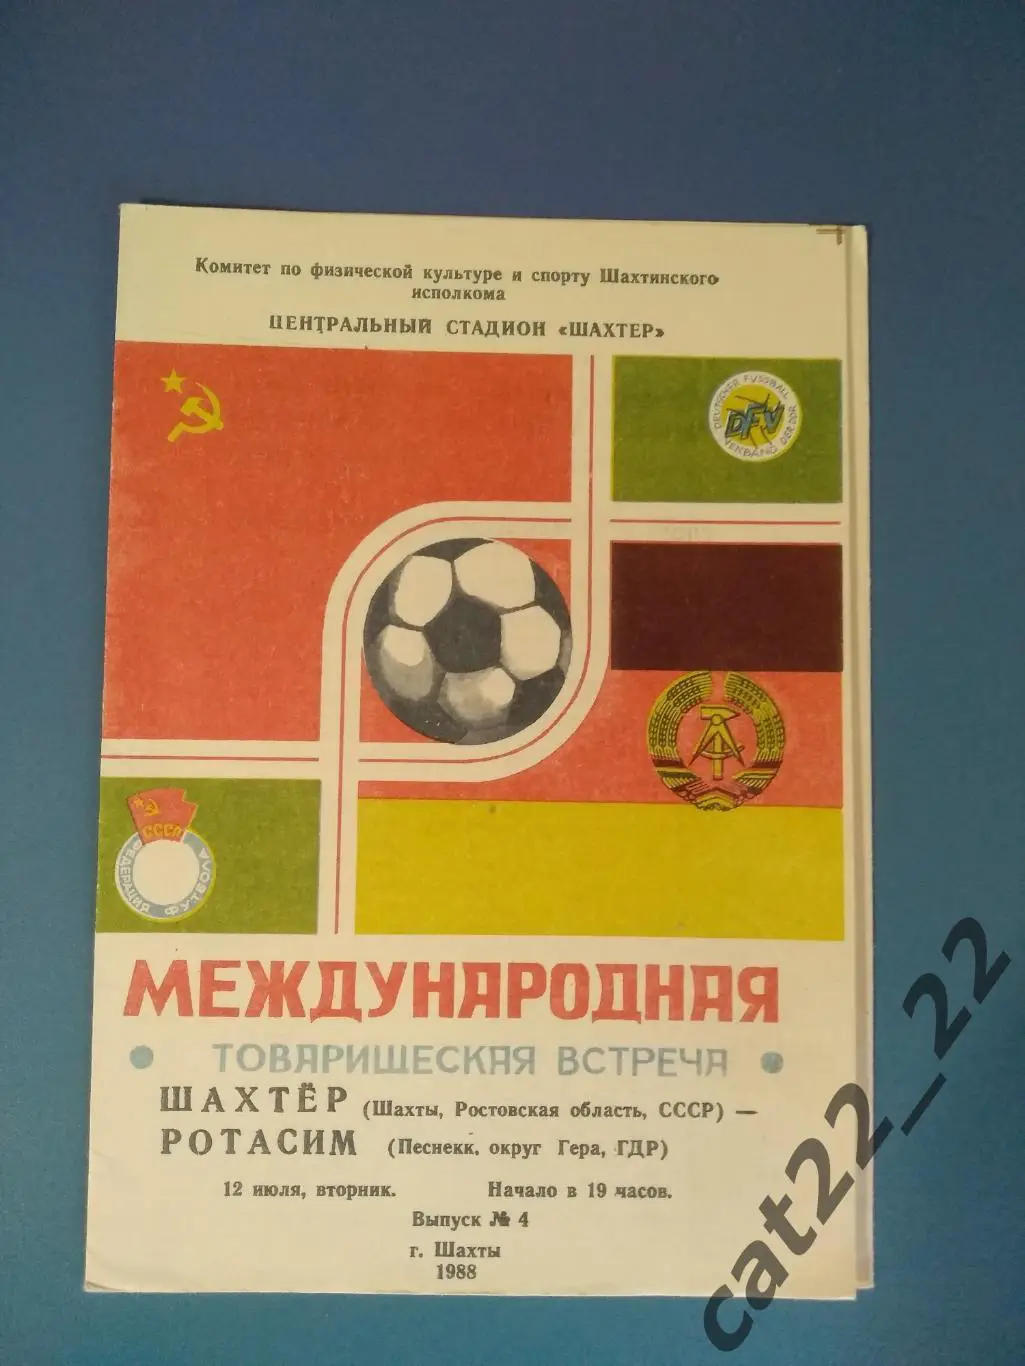 Комитет по физической культуре и спорту Шахтинского
исполкома
ЦЕНТРАЛЬНЫЙ СТАДИОН «ШАХТЕР»
DEUTSCHER FUSSBALL
DFV
VERBAND DER DDR
СССР
ФЕДЕРАЦИЯ ФУТБОЛА
МЕЖДУНАРОДНАЯ
• ТОВАРИЩЕСКАЯ ВСТРЕЧА •
ШАХТЁР (Шахты, Ростовская область, СССР) —
РОТАСИМ (Песнекк, округ Гера, ГДР)
12 июля, вторник. Начало в 19 часов.
Выпуск № 4
г. Шахты
1988
cat22_22